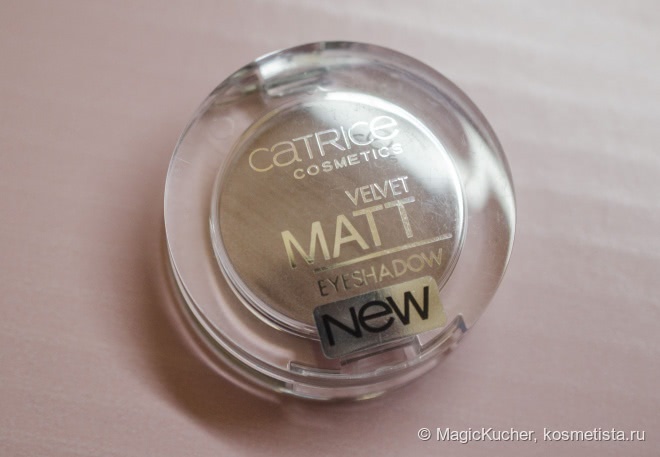 CATRICE
COSMETICS
VELVET
MATT
EYESHADOW
NEW
© MagicKucher, kosmetista.ru